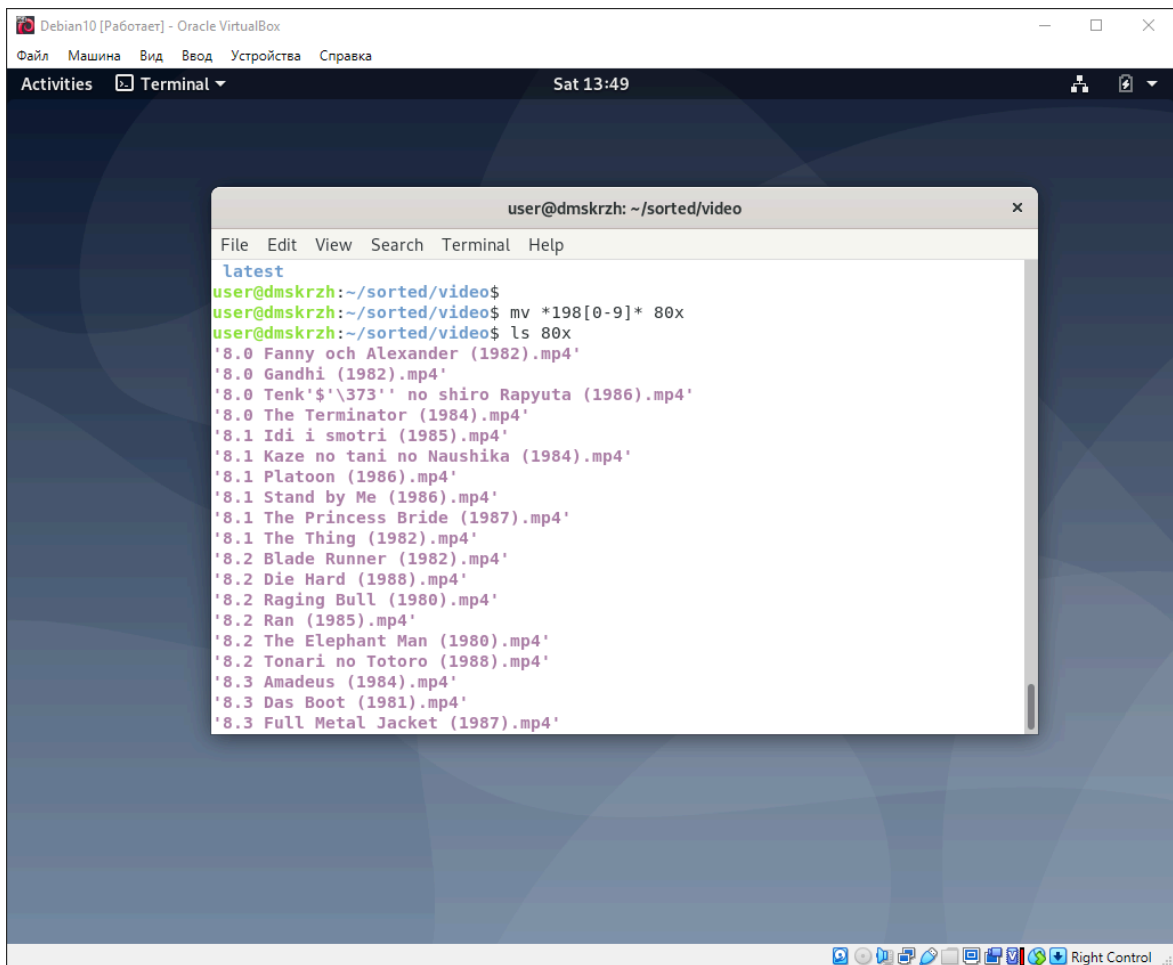 Debian10 [Работает] - Oracle VirtualBox
Файл Машина Вид Ввод Устройства Справка
Activities Terminal Sat 13:49
user@dmskrzh: ~/sorted/video
File Edit View Search Terminal Help
latest
user@dmskrzh:~/sorted/video$
user@dmskrzh:~/sorted/video$ mv *198[0-9]* 80x
user@dmskrzh:~/sorted/video$ ls 80x
'8.0 Fanny och Alexander (1982).mp4'
'8.0 Gandhi (1982).mp4'
'8.0 Tenk'$'\373'' no shiro Rapyuta (1986).mp4'
'8.0 The Terminator (1984).mp4'
'8.1 Idi i smotri (1985).mp4'
'8.1 Kaze no tani no Naushika (1984).mp4'
'8.1 Platoon (1986).mp4'
'8.1 Stand by Me (1986).mp4'
'8.1 The Princess Bride (1987).mp4'
'8.1 The Thing (1982).mp4'
'8.2 Blade Runner (1982).mp4'
'8.2 Die Hard (1988).mp4'
'8.2 Raging Bull (1980).mp4'
'8.2 Ran (1985).mp4'
'8.2 The Elephant Man (1980).mp4'
'8.2 Tonari no Totoro (1988).mp4'
'8.3 Amadeus (1984).mp4'
'8.3 Das Boot (1981).mp4'
'8.3 Full Metal Jacket (1987).mp4'
Right Control